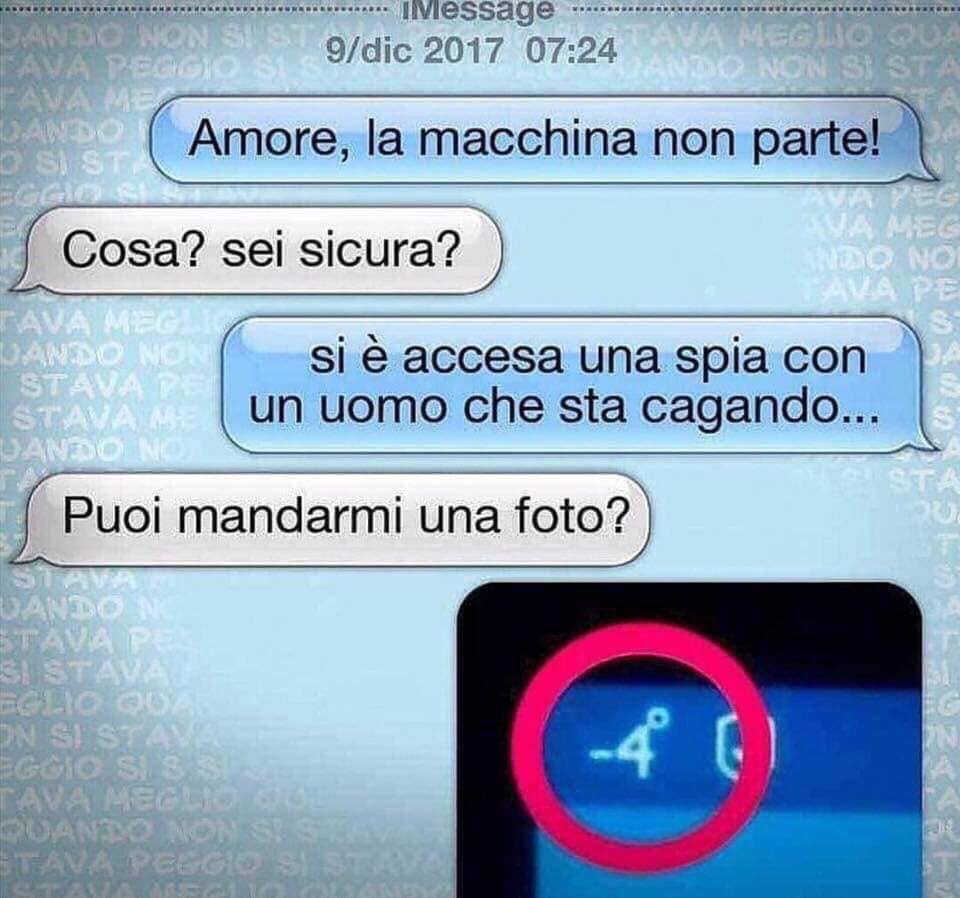 iMessage
9/dic 2017 07:24
Amore, la macchina non parte!
Cosa? sei sicura?
si è accesa una spia con
un uomo che sta cagando...
Puoi mandarmi una foto?
-4°